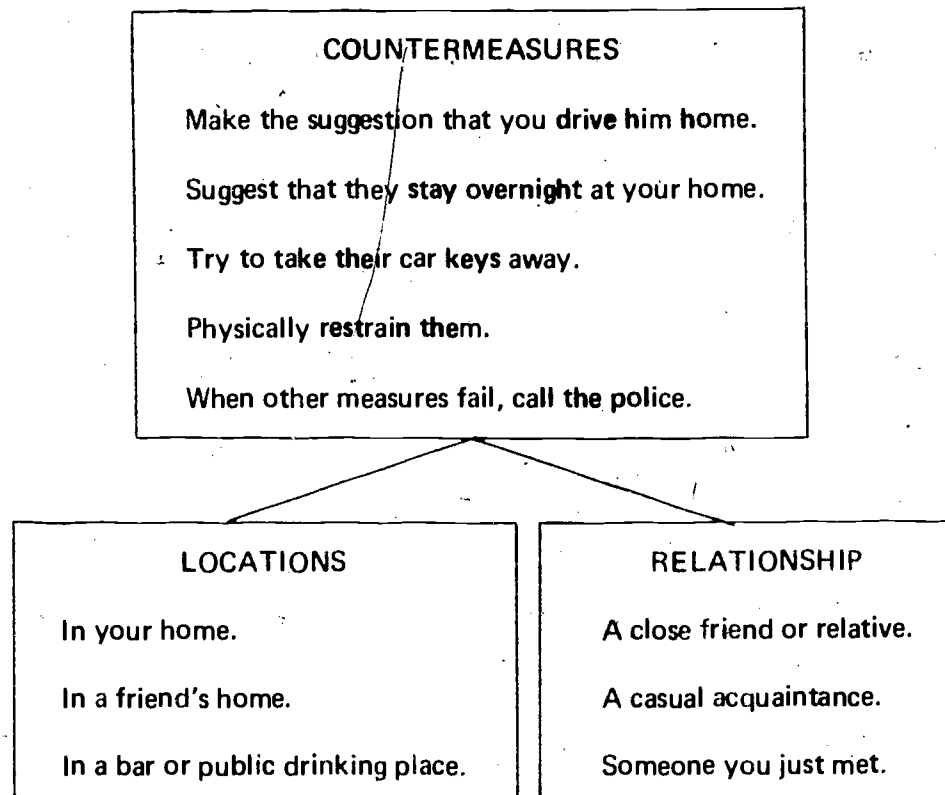 COUNTERMEASURES
Make the suggestion that you drive him home.
Suggest that they stay overnight at your home.
Try to take their car keys away.
Physically restrain them.
When other measures fail, call the police.
LOCATIONS
In your home.
In a friend's home.
In a bar or public drinking place.
RELATIONSHIP
A close friend or relative.
A casual acquaintance.
Someone you just met.